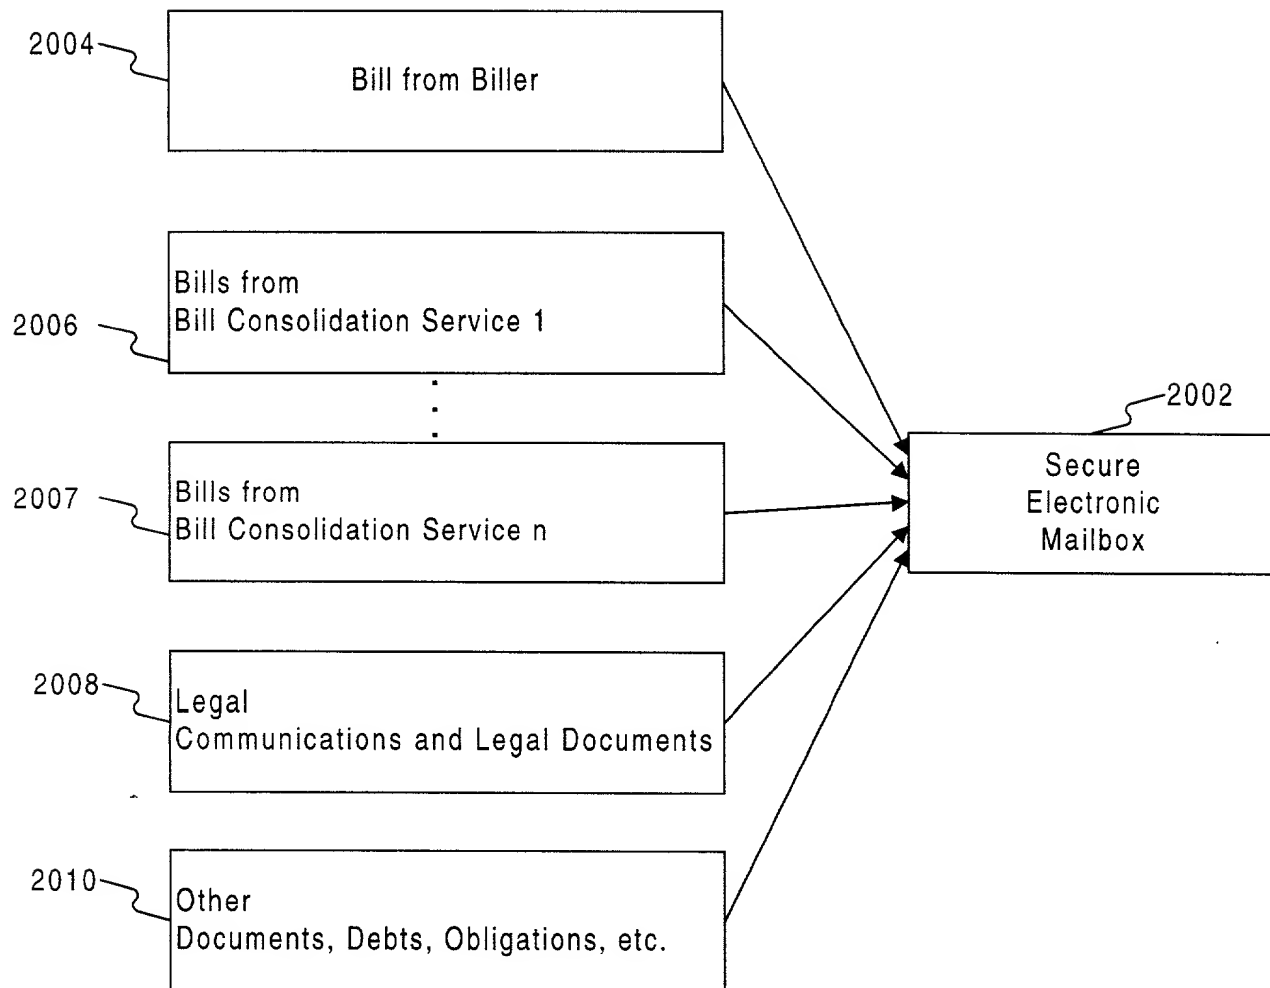 2004
Bill from Biller
2006
Bills from
Bill Consolidation Service 1
2007
Bills from
Bill Consolidation Service n
2002
Secure
Electronic
Mailbox
2008
Legal
Communications and Legal Documents
2010
Other
Documents, Debts, Obligations, etc.